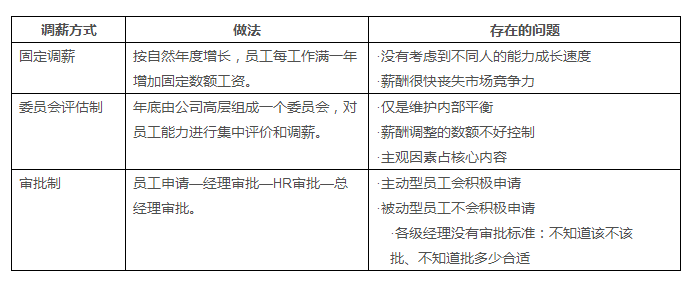 调薪方式 做法 存在的问题
固定调薪 按自然年度增长，员工每工作满一年 ·没有考虑到不同人的能力成长速度
增加固定数额工资。 ·薪酬很快丧失市场竞争力
委员会评估制 年底由公司高层组成一个委员会，对 ·仅是维护内部平衡
员工能力进行集中评价和调薪。 ·薪酬调整的数额不好控制
·主观因素占核心内容
审批制 员工申请—经理审批—HR审批—总 ·主动型员工会积极申请
经理审批。 ·被动型员工不会积极申请
·各级经理没有审批标准：不知道该不该
批、不知道批多少合适